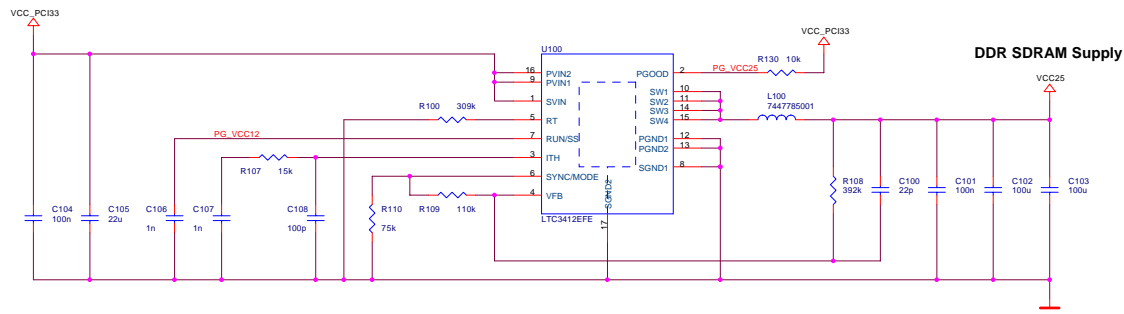 VCC_PCI33
U100
VCC_PCI33
DDR SDRAM Supply
R130 10k
PG_VCC25
VCC25
16 PVIN2
9 PVIN1
1 SVIN
5 RT
7 RUN/SS
3 ITH
6 SYNC/MODE
4 VFB
PGOOD 2
SW1 10
SW2 11
SW3 14
SW4 15
PGND1 12
PGND2 13
SGND1 8
SGND2
17
LTC3412EFE
L100
7447785001
R100 309k
PG_VCC12
R107 15k
R109 110k
R110
75k
C104
100n
C105
22u
C106
1n
C107
1n
C108
100p
R108
392k
C100
22p
C101
100n
C102
100u
C103
100u